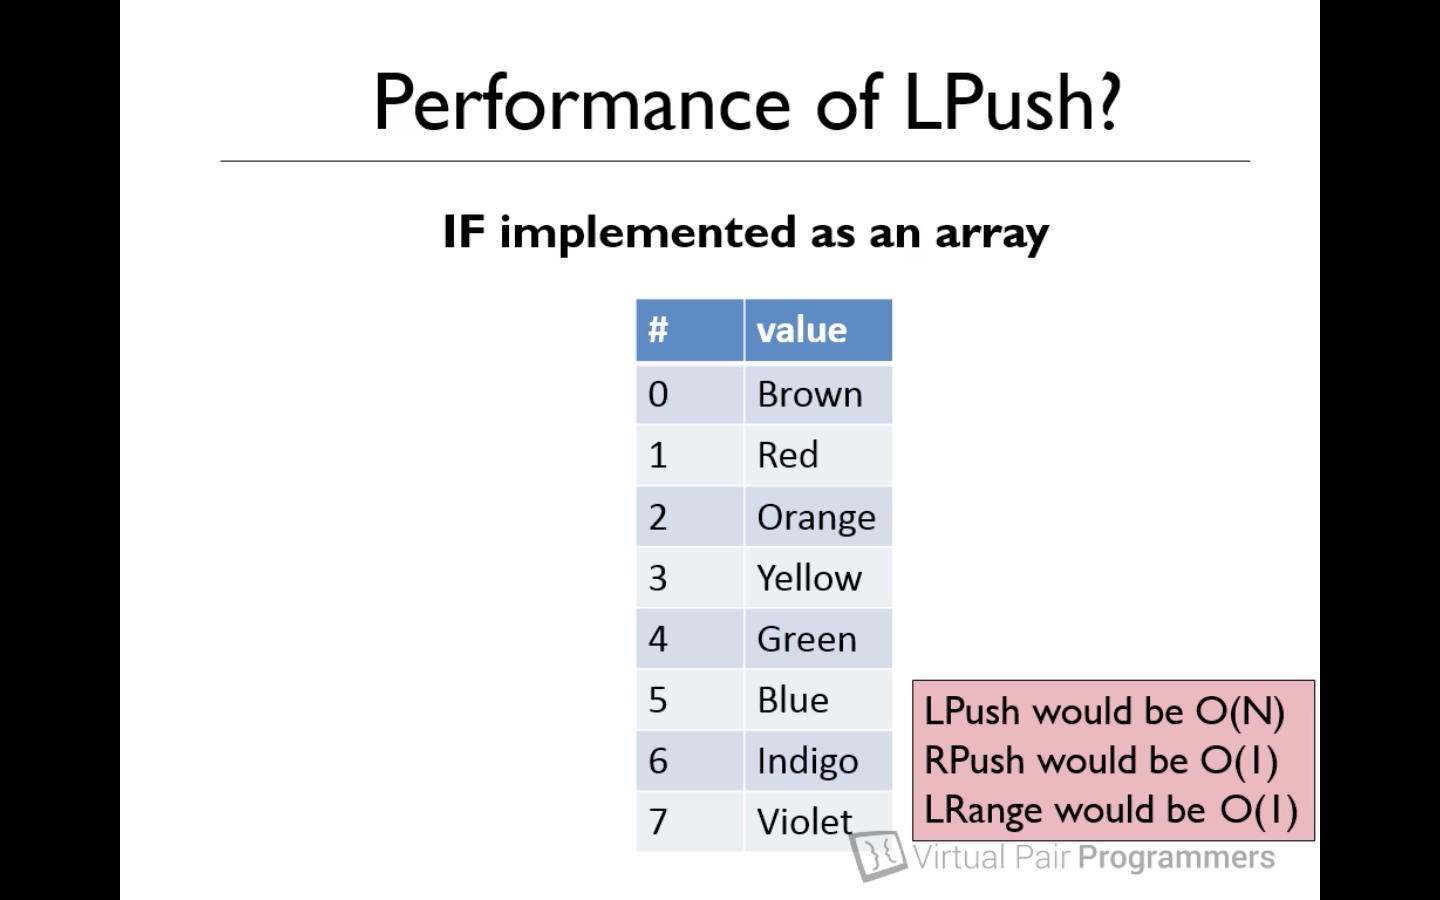 Performance of LPush?
IF implemented as an array
# value
0 Brown
1 Red
2 Orange
3 Yellow
4 Green
5 Blue
6 Indigo
7 Violet
LPush would be O(N)
RPush would be O(1)
LRange would be O(1)
Virtual Pair Programmers